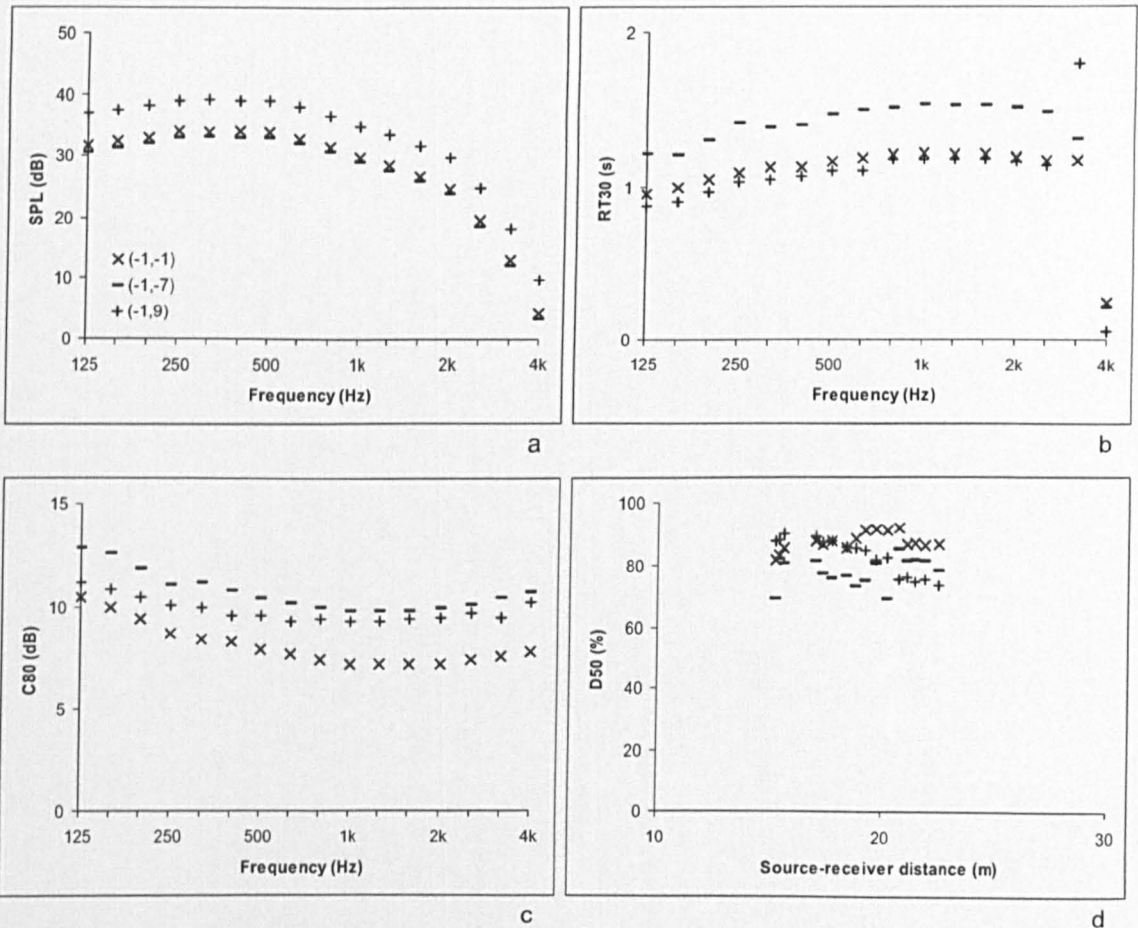 50
40
30
20
10
0
SPL (dB)
(-1,-1)
(-1,-7)
(-1,9)
125 250 500 1k 2k 4k
Frequency (Hz)
a
2
1
0
RT30 (s)
125 250 500 1k 2k 4k
Frequency (Hz)
b
15
10
5
0
C80 (dB)
125 250 500 1k 2k 4k
Frequency (Hz)
c
100
80
60
40
20
0
D50 (%)
10 20 30
Source-receiver distance (m)
d